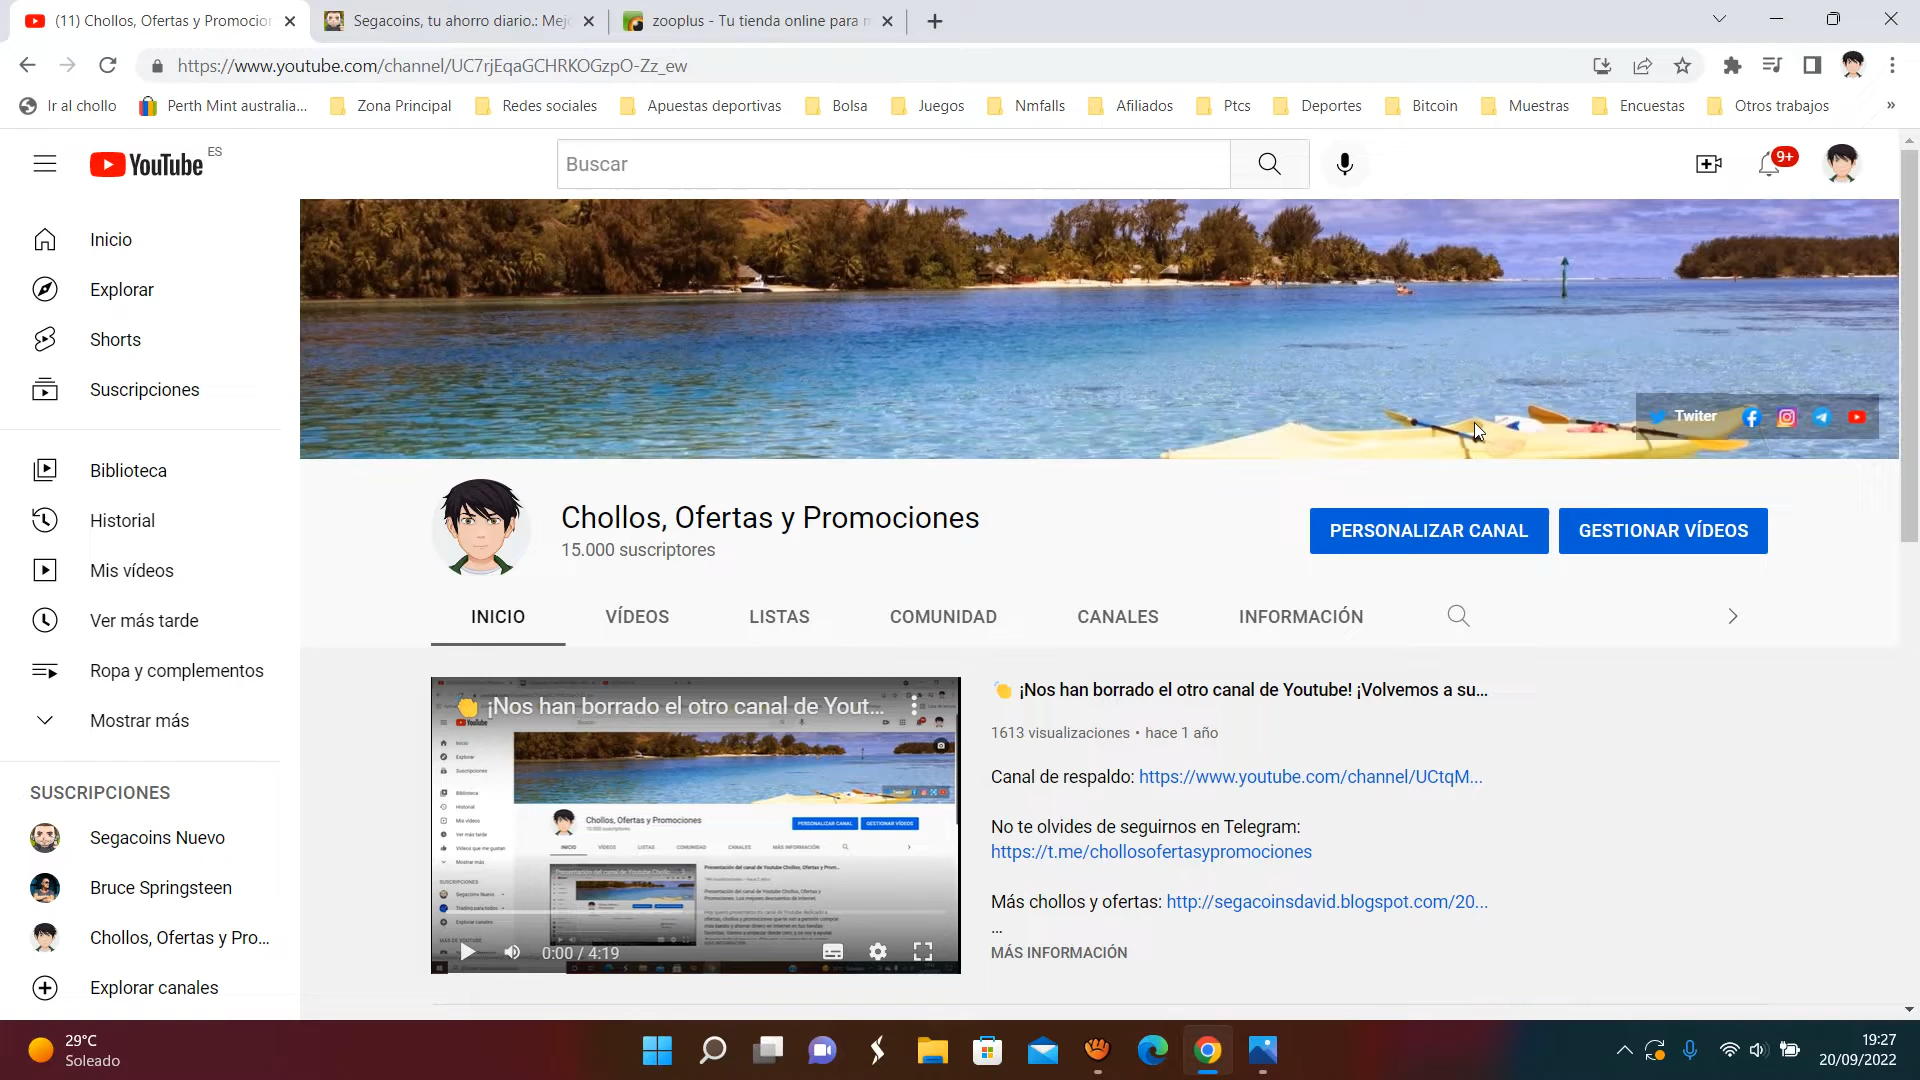 (11) Chollos, Ofertas y Promocion
Segacoins, tu ahorro diario.: Mejo
zooplus - Tu tienda online para m
https://www.youtube.com/channel/UC7rjEqaGCHRKOGzpO-Zz_ew
Ir al chollo
Perth Mint australia...
Zona Principal
Redes sociales
Apuestas deportivas
Bolsa
Juegos
Nmfalls
Afiliados
Ptcs
Deportes
Bitcoin
Muestras
Encuestas
Otros trabajos
»
YouTube ES
Buscar
9+
Inicio
Explorar
Shorts
Suscripciones
Biblioteca
Historial
Mis vídeos
Ver más tarde
Ropa y complementos
Mostrar más
SUSCRIPCIONES
Segacoins Nuevo
Bruce Springsteen
Chollos, Ofertas y Pro...
Explorar canales
Twiter
Chollos, Ofertas y Promociones
15.000 suscriptores
PERSONALIZAR CANAL
GESTIONAR VÍDEOS
INICIO
VÍDEOS
LISTAS
COMUNIDAD
CANALES
INFORMACIÓN
¡Nos han borrado el otro canal de Yout...
Chollos, Ofertas y Promociones
PERSONALIZAR CANAL
GESTIONAR VÍDEOS
0:00 / 4:19
¡Nos han borrado el otro canal de Youtube! ¡Volvemos a su...
1613 visualizaciones • hace 1 año
Canal de respaldo: https://www.youtube.com/channel/UCtqM...
No te olvides de seguirnos en Telegram:
https://t.me/chollosofertasypromociones
Más chollos y ofertas: http://segacoinsdavid.blogspot.com/20...
...
MÁS INFORMACIÓN
29°C
Soleado
19:27
20/09/2022